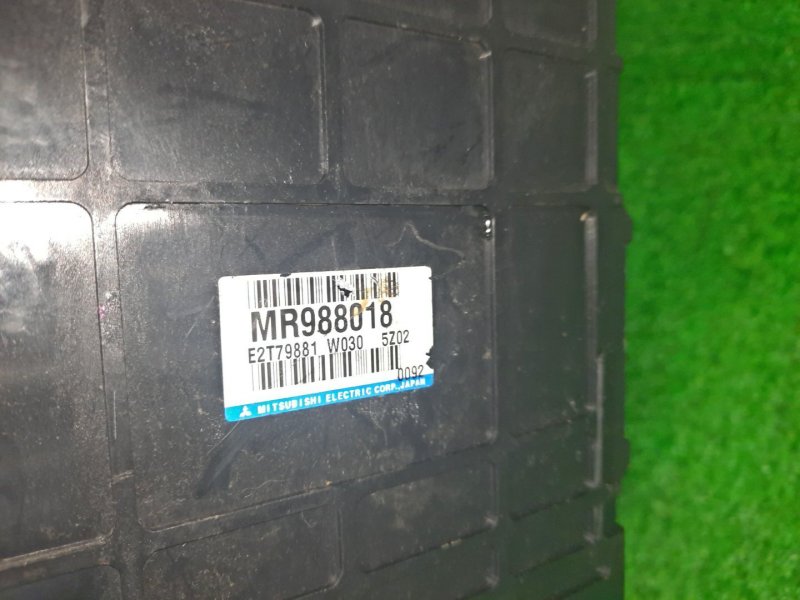 MR988018
E2T79881 W030 5Z02
0092
MITSUBISHI ELECTRIC CORP.JAPAN